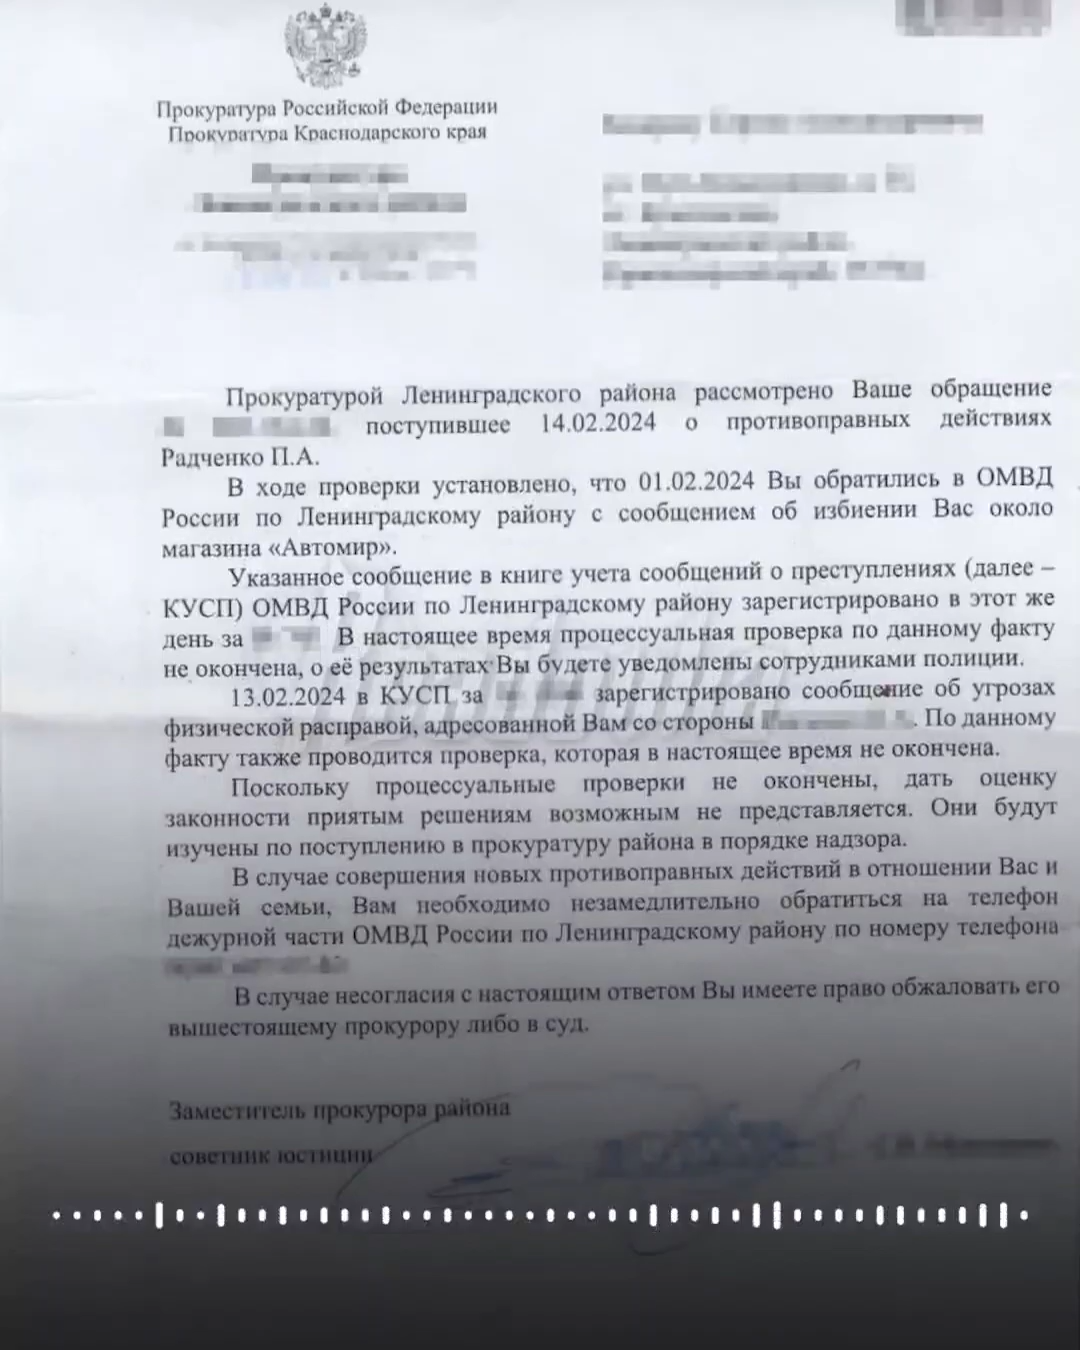 Прокуратура Российской Федерации
Прокуратура Краснодарского края
Прокуратурой Ленинградского района рассмотрено Ваше обращение
поступившее 14.02.2024 о противоправных действиях
Радченко П.А.
В ходе проверки установлено, что 01.02.2024 Вы обратились в ОМВД
России по Ленинградскому району с сообщением об избиении Вас около
магазина «Автомир».
Указанное сообщение в книге учета сообщений о преступлениях (далее –
КУСП) ОМВД России по Ленинградскому району зарегистрировано в этот же
день за В настоящее время процессуальная проверка по данному факту
не окончена, о её результатах Вы будете уведомлены сотрудниками полиции.
13.02.2024 в КУСП за зарегистрировано сообщение об угрозах
физической расправой, адресованной Вам со стороны . По данному
факту также проводится проверка, которая в настоящее время не окончена.
Поскольку процессуальные проверки не окончены, дать оценку
законности приятым решениям возможным не представляется. Они будут
изучены по поступлению в прокуратуру района в порядке надзора.
В случае совершения новых противоправных действий в отношении Вас и
Вашей семьи, Вам необходимо незамедлительно обратиться на телефон
дежурной части ОМВД России по Ленинградскому району по номеру телефона
В случае несогласия с настоящим ответом Вы имеете право обжаловать его
вышестоящему прокурору либо в суд.
Заместитель прокурора района
советник юстиции